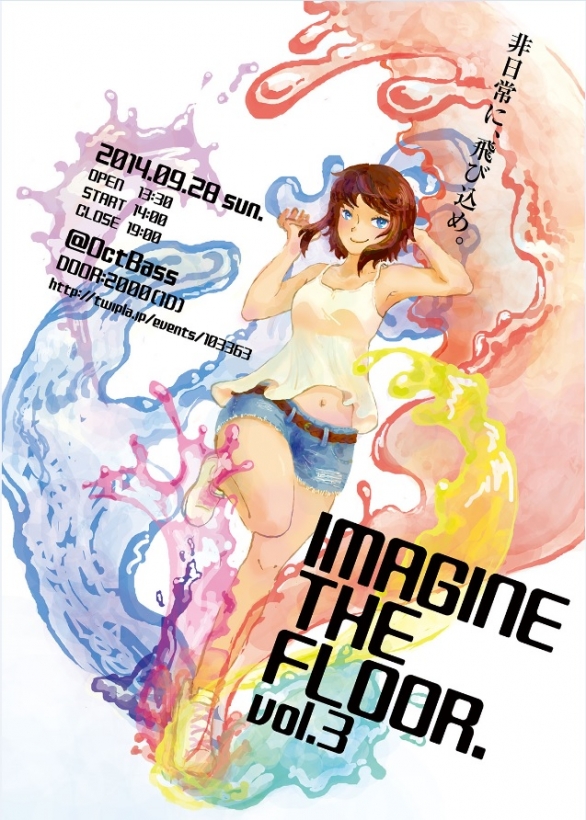 非日常に、飛び込め。
2014.09.28 sun.
OPEN 13:30
START 14:00
CLOSE 19:00
@OctBass
DOOR:2000(1D)
http://twipla.jp/events/103363
IMAGINE
THE
FLOOR.
vol.3